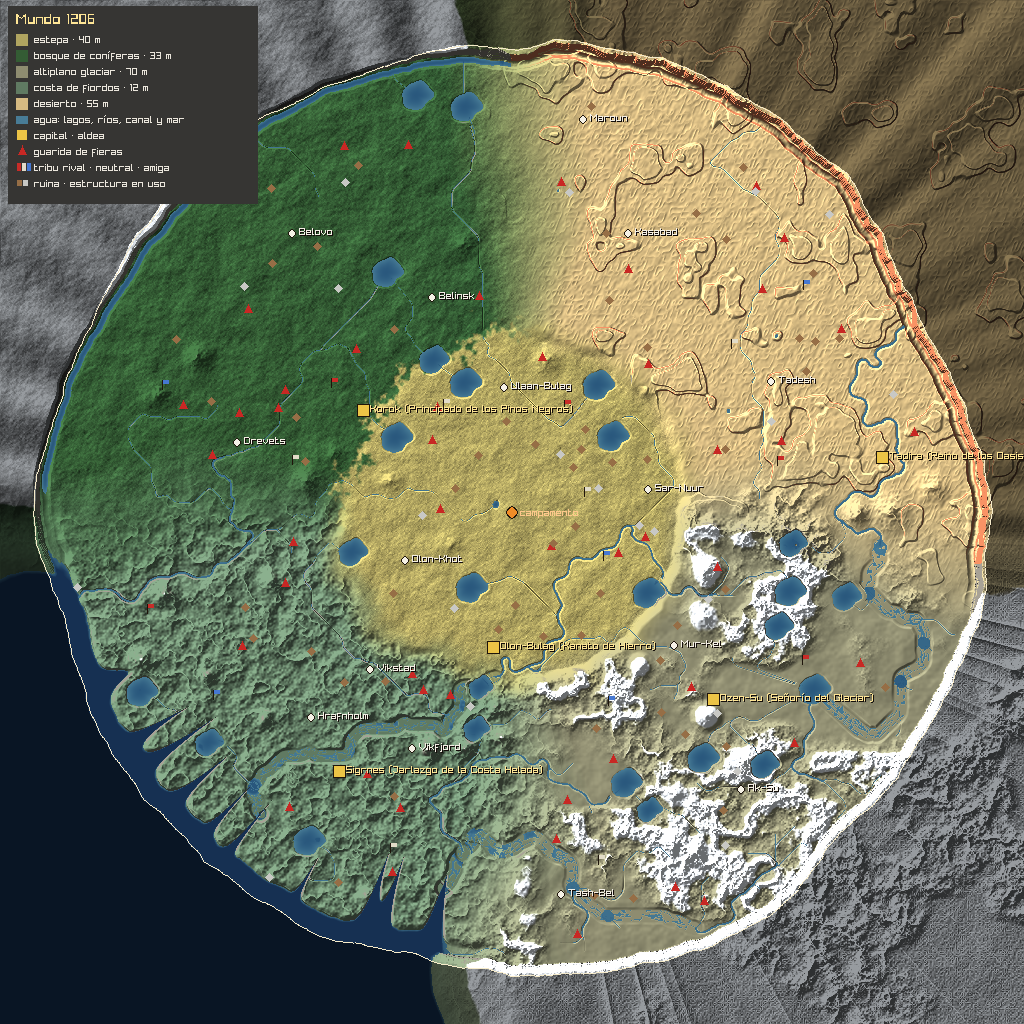 Mundo 1206
estepa · 40 m
bosque de coníferas · 33 m
altiplano glaciar · 70 m
costa de fiordos · 12 m
desierto · 55 m
agua: lagos, ríos, canal y mar
capital · aldea
guarida de fieras
tribu rival · neutral · amiga
ruina · estructura en uso
Maroun
Belovo
Kasabad
Belinsk
Tadesh
Ulaan-Bulag
Korok (Principado de los Pinos Negros)
Drevets
Tadira (Reino de los Oasis
Sar-Nuur
campamento
Olon-Khot
Mur-Kel
Olon-Bulag (Kanato de Hierro)
Vikstad
Ozen-Su (Señorío del Glaciar)
Hrafnholm
Vikfjord
Sigrnes (Jarlazgo de la Costa Helada)
Ak-Su
Tash-Bel